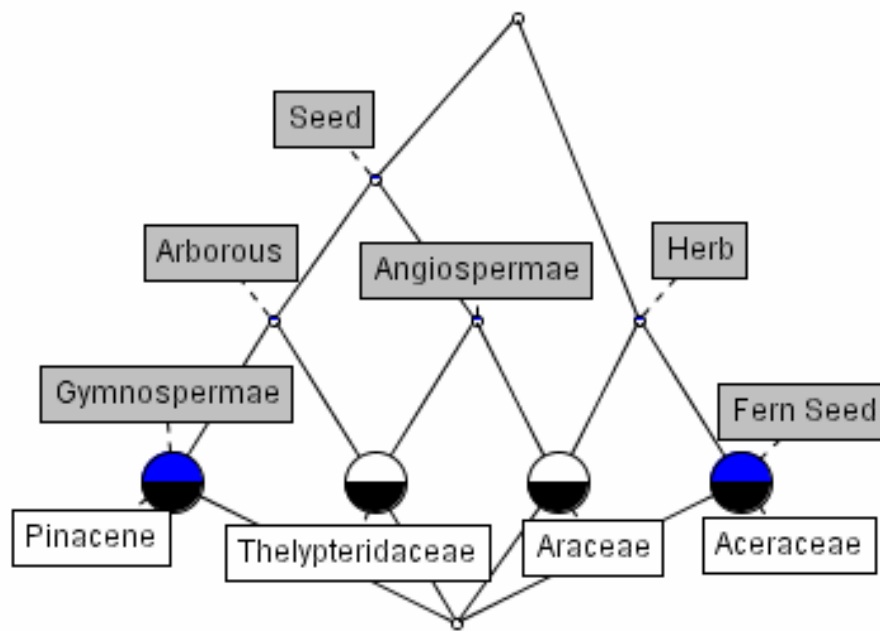 Seed
Arborous
Angiospermae
Herb
Gymnospermae
Fern Seed
Pinacene
Thelypteridaceae
Araceae
Aceraceae